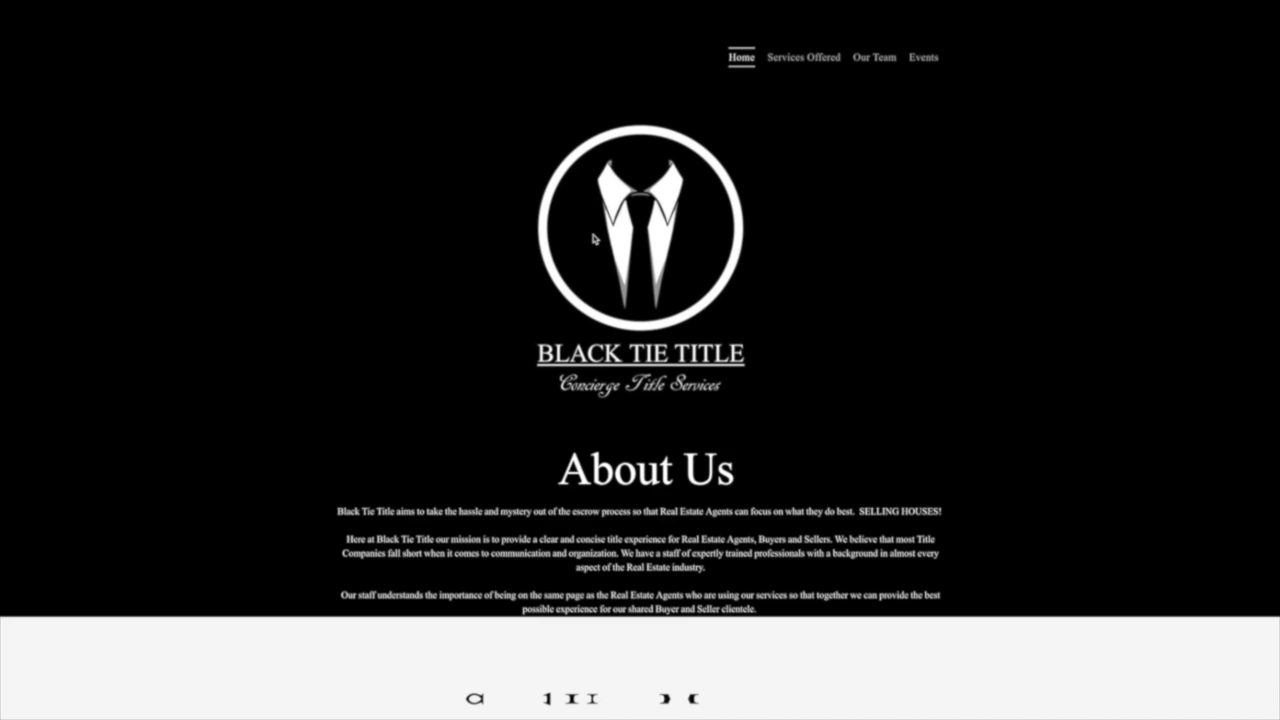 Home Services Offered Our Team Events
BLACK TIE TITLE
Concierge Title Services
About Us
Black Tie Title aims to take the hassle and mystery out of the escrow process so that Real Estate Agents can focus on what they do best. SELLING HOUSES!
Here at Black Tie Title our mission is to provide a clear and concise title experience for Real Estate Agents, Buyers and Sellers. We believe that most Title
Companies fall short when it comes to communication and organization. We have a staff of expertly trained professionals with a background in almost every
aspect of the Real Estate industry.
Our staff understands the importance of being on the same page as the Real Estate Agents who are using our services so that together we can provide the best
possible experience for our shared Buyer and Seller clientele.